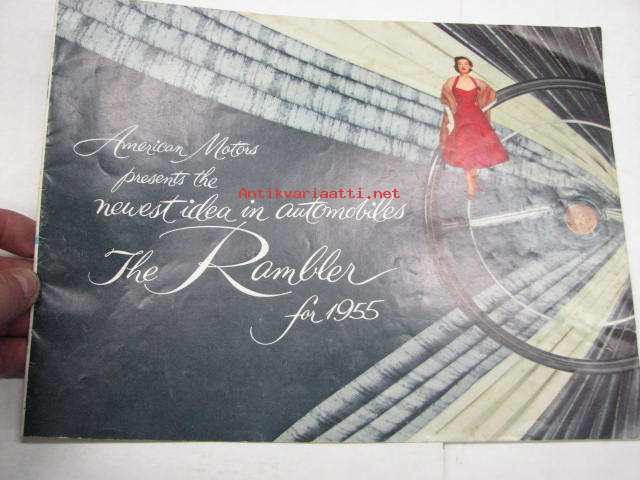 American Motors
presents the
Antikvariaatti.net
newest idea in automobiles
The Rambler
for 1955